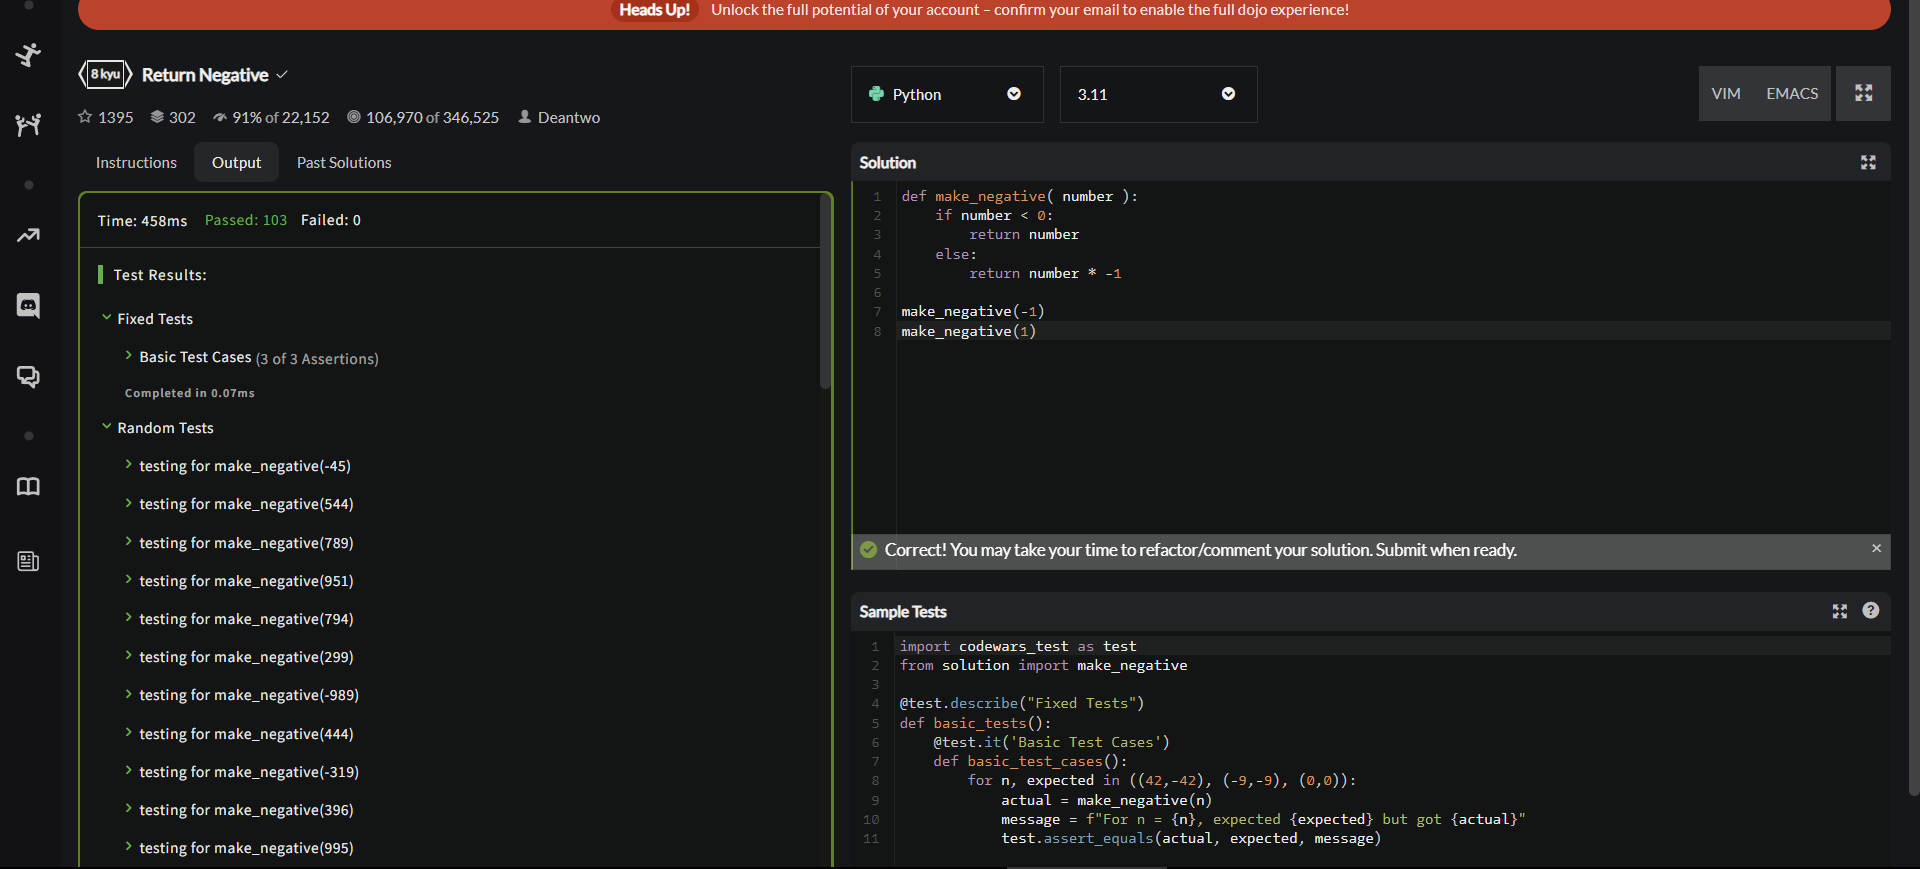 Heads Up! Unlock the full potential of your account – confirm your email to enable the full dojo experience!
8 kyu Return Negative
1395 302 91% of 22,152 106,970 of 346,525 Deantwo
Instructions Output Past Solutions
Time: 458ms Passed: 103 Failed: 0
Test Results:
Fixed Tests
Basic Test Cases (3 of 3 Assertions)
Completed in 0.07ms
Random Tests
testing for make_negative(-45)
testing for make_negative(544)
testing for make_negative(789)
testing for make_negative(951)
testing for make_negative(794)
testing for make_negative(299)
testing for make_negative(-989)
testing for make_negative(444)
testing for make_negative(-319)
testing for make_negative(396)
testing for make_negative(995)
Python 3.11 VIM EMACS
Solution
1 def make_negative( number ):
2     if number < 0:
3         return number
4     else:
5         return number * -1
6
7 make_negative(-1)
8 make_negative(1)
Correct! You may take your time to refactor/comment your solution. Submit when ready.
Sample Tests
1 import codewars_test as test
2 from solution import make_negative
3
4 @test.describe("Fixed Tests")
5 def basic_tests():
6     @test.it('Basic Test Cases')
7     def basic_test_cases():
8         for n, expected in ((42,-42), (-9,-9), (0,0)):
9             actual = make_negative(n)
10             message = f"For n = {n}, expected {expected} but got {actual}"
11             test.assert_equals(actual, expected, message)